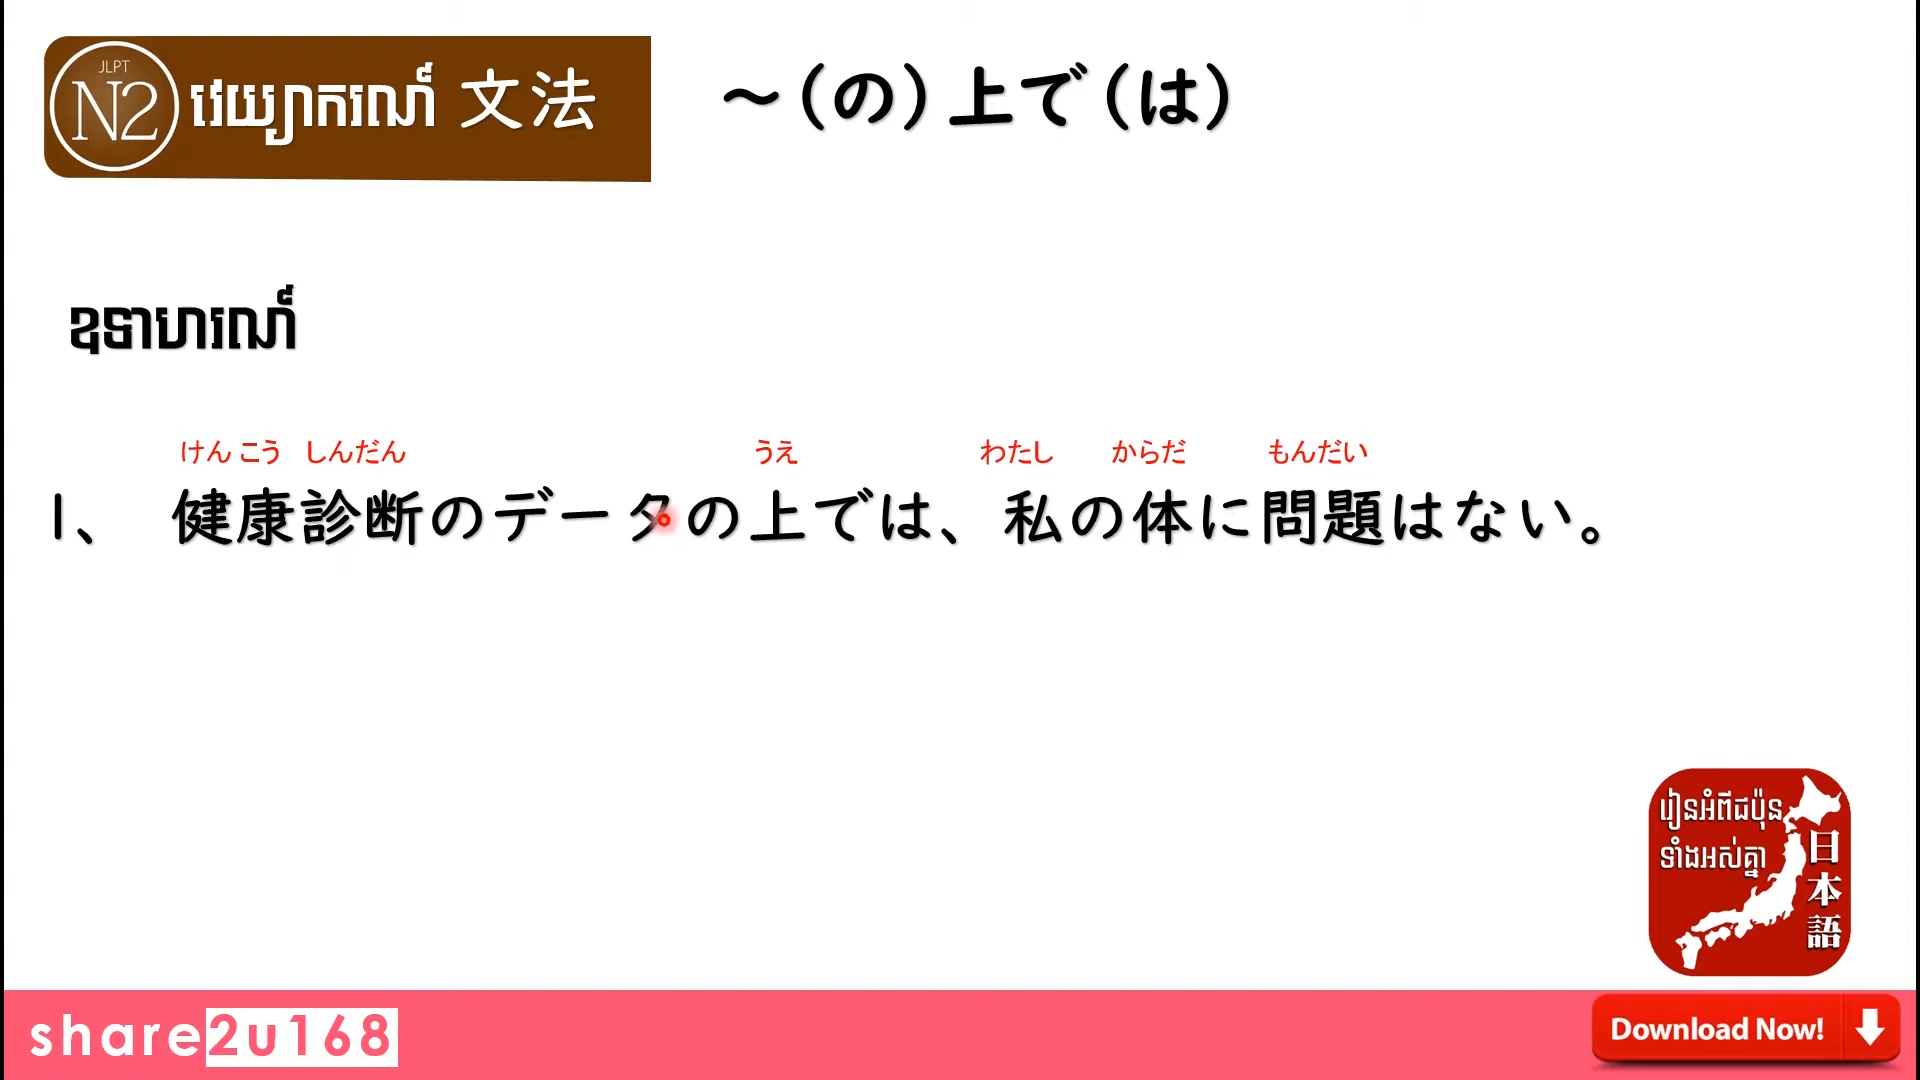 JLPT
N2
វេយ្យាករណ៍ 文法
～(の)上で(は)
ឧទាហរណ៍
けん こう しんだん うえ わたし からだ もんだい
1、 健康診断のデータの上では、私の体に問題はない。
រៀនអំពីជប៉ុន
ទាំងអស់គ្នា
日本語
share2u168
Download Now!